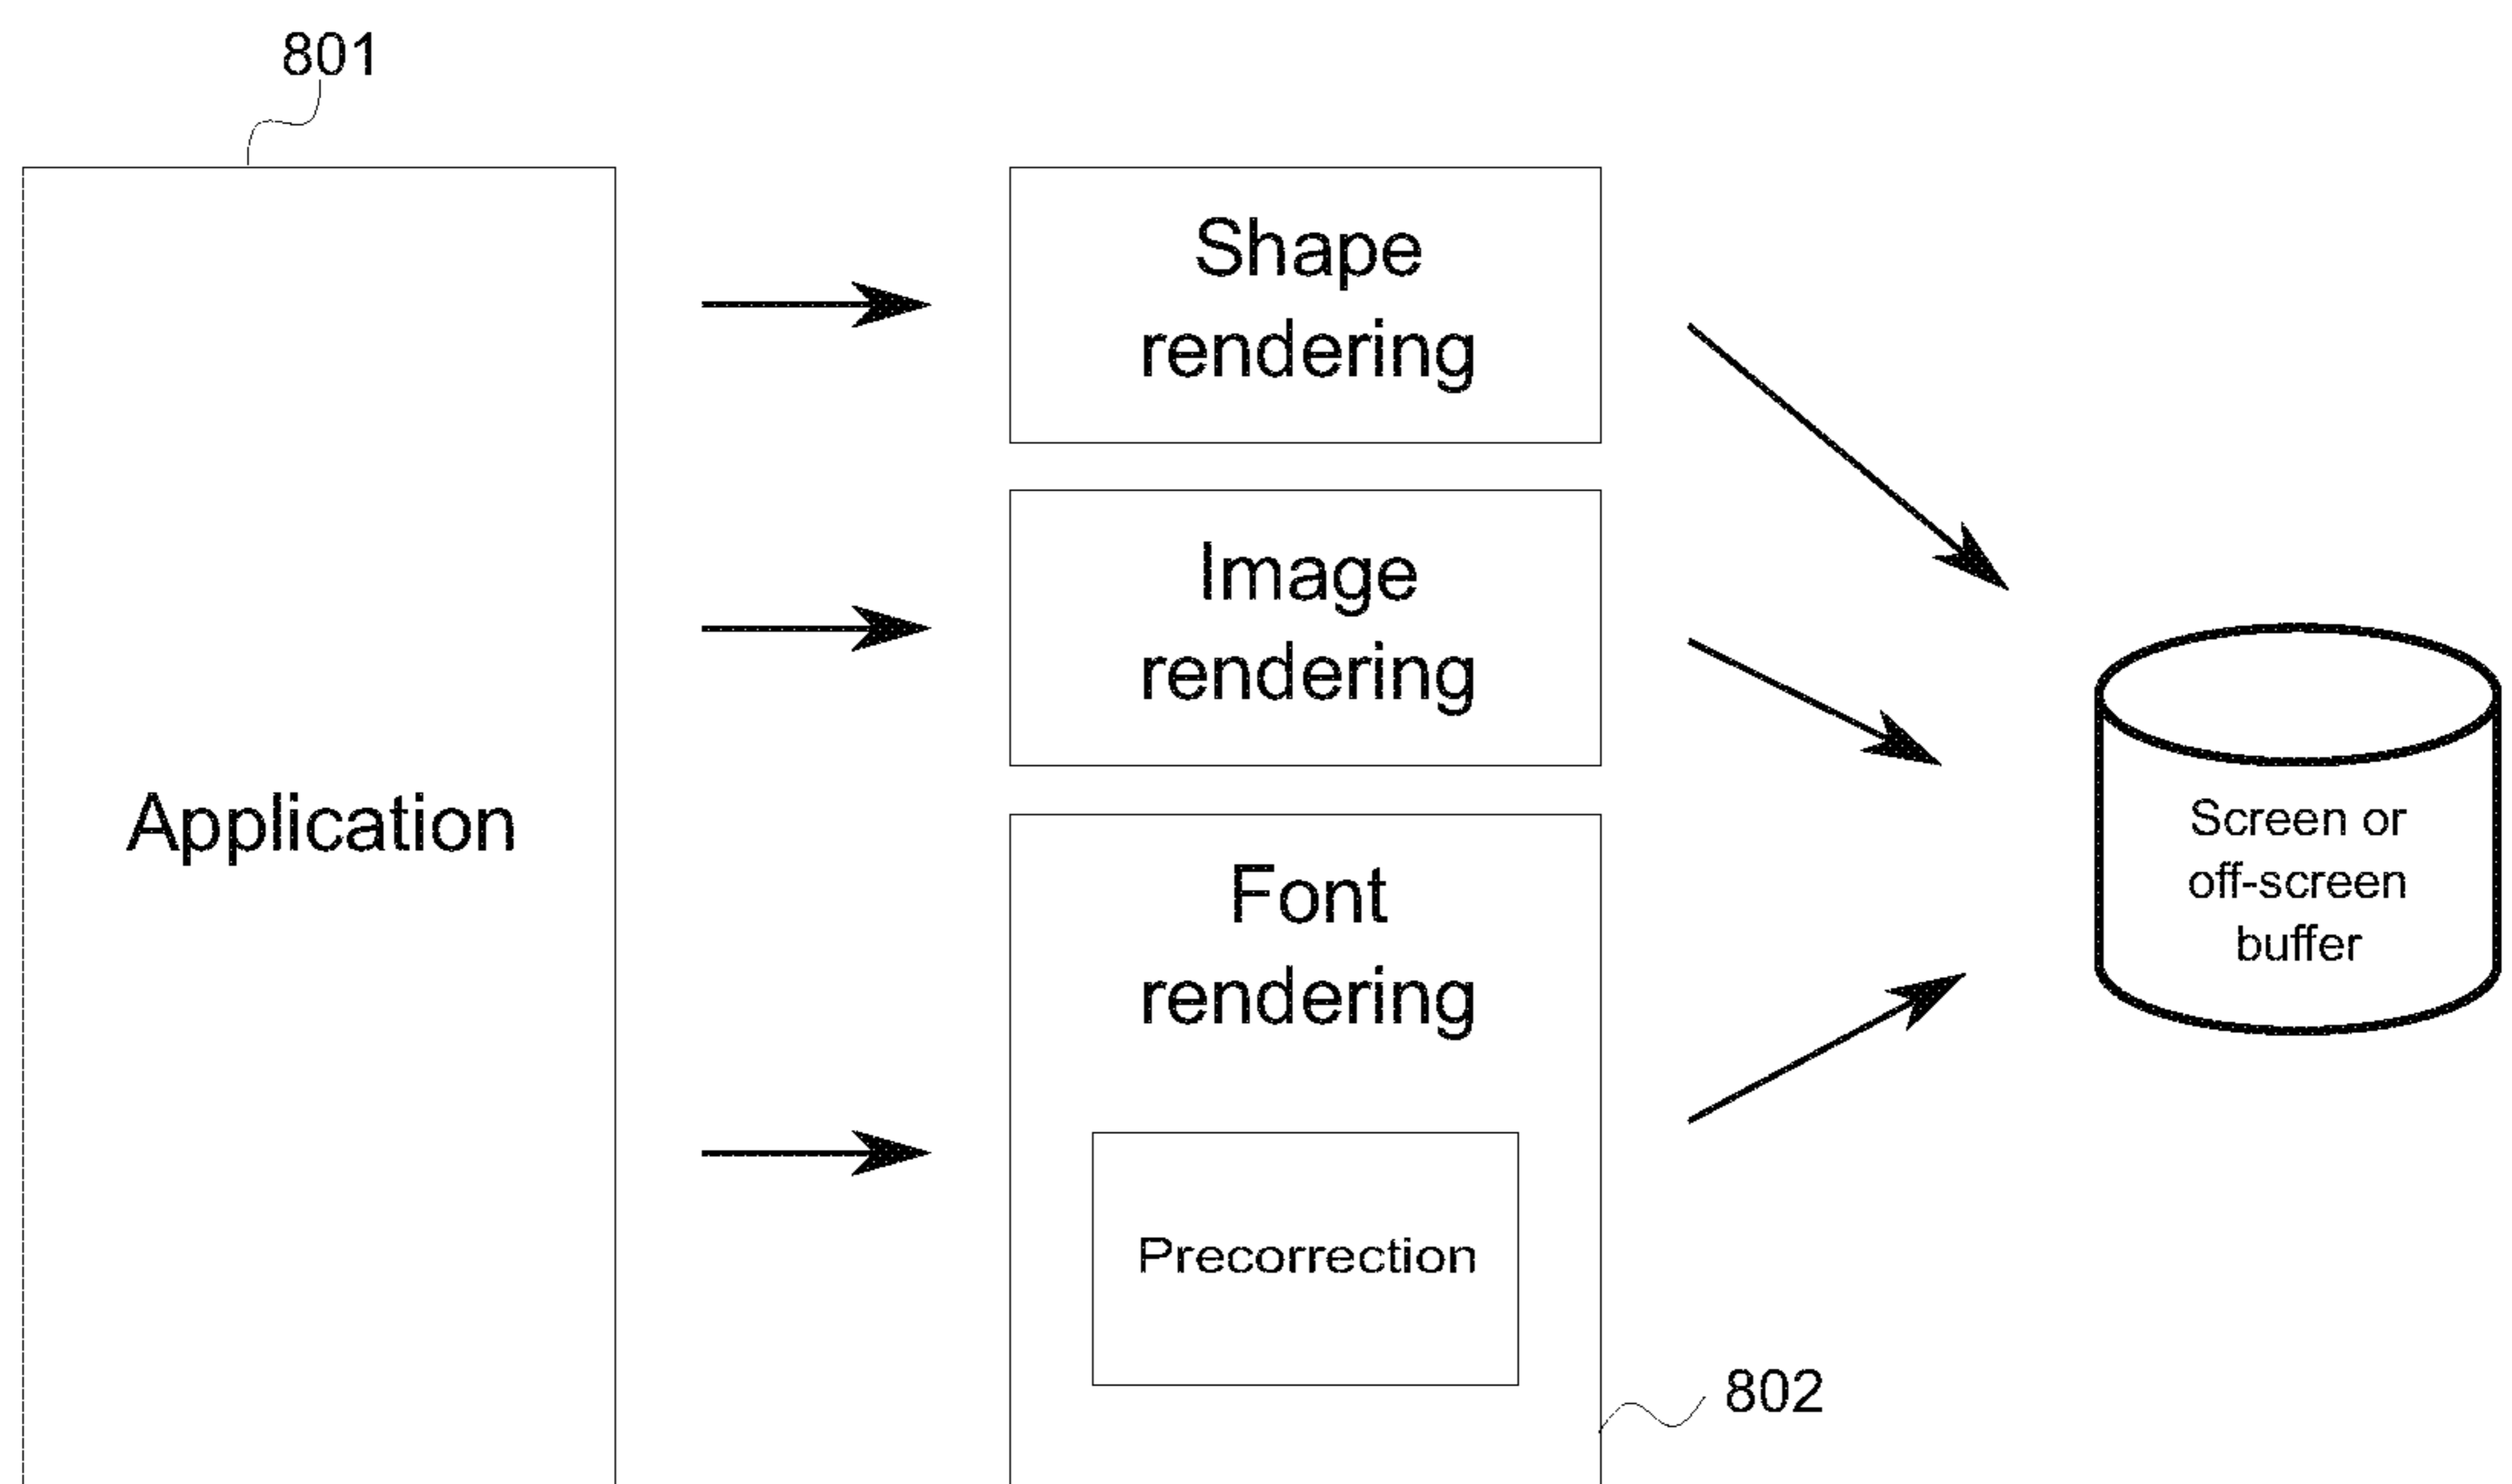 801
Application
Shape
rendering
Image
rendering
Font
rendering
Precorrection
802
Screen or
off-screen
buffer